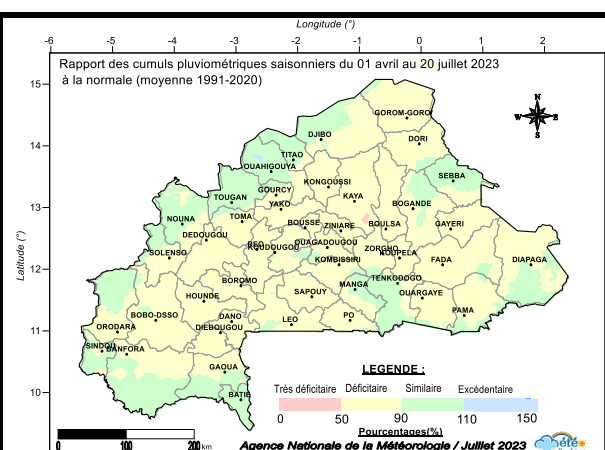 Longitude (°)
-6 -5 -4 -3 -2 -1 0 1 2
Rapport des cumuls pluviométriques saisonniers du 01 avril au 20 juillet 2023
à la normale (moyenne 1991-2020)
15
N
W E
S
GOROM-GORO
14
DJIBO
DORI
TITAO
OUAHIGOUYA
SEBBA
KONGOUSSI
GOURCY
TOUGAN
KAYA
YAKO
BOGANDE
13
NOUNA
TOMA
BOUSSE
ZINIARE
BOULSA
GAYERI
DEDOUGOU
OUAGADOUGOU
KOUDOUGOU
ZORGHO
KOUPELA
SOLENSO
KOMBISSIRI
FADA
DIAPAGA
12
Latitude (°)
BOROMO
TENKODOGO
MANGA
HOUNDE
SAPOUY
OUARGAYE
BOBO-DSSO
DANO
LEO
PO
PAMA
11
ORODARA
DIEBOUGOU
SINDOU
BANFORA
GAOUA
LEGENDE :
10
BATIE
Très déficitaire Déficitaire Similaire Excédentaire
0 50 90 110 150
Pourcentages(%)
0 100 200 km
Agence Nationale de la Météorologie / Juillet 2023
météo